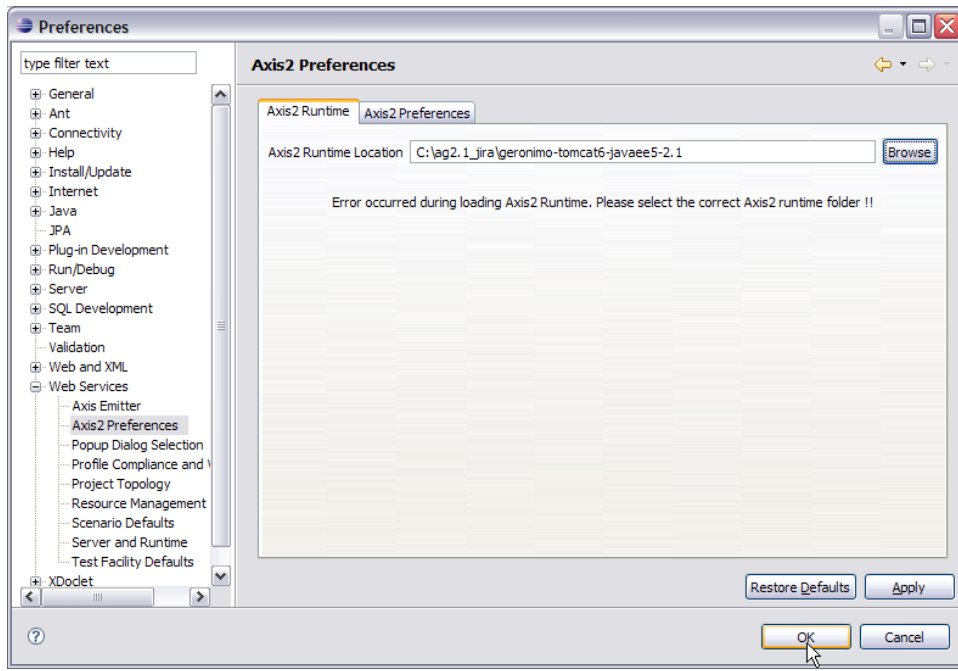 Preferences
type filter text
Axis2 Preferences
General
Ant
Connectivity
Help
Install/Update
Internet
Java
JPA
Plug-in Development
Run/Debug
Server
SQL Development
Team
Validation
Web and XML
Web Services
Axis Emitter
Axis2 Preferences
Popup Dialog Selection
Profile Compliance and
Project Topology
Resource Management
Scenario Defaults
Server and Runtime
Test Facility Defaults
XDoclet
Axis2 Runtime
Axis2 Preferences
Axis2 Runtime Location C:\ag2.1_jira\geronimo-tomcat6-javaee5-2.1 Browse
Error occurred during loading Axis2 Runtime. Please select the correct Axis2 runtime folder !!
Restore Defaults Apply
? OK Cancel